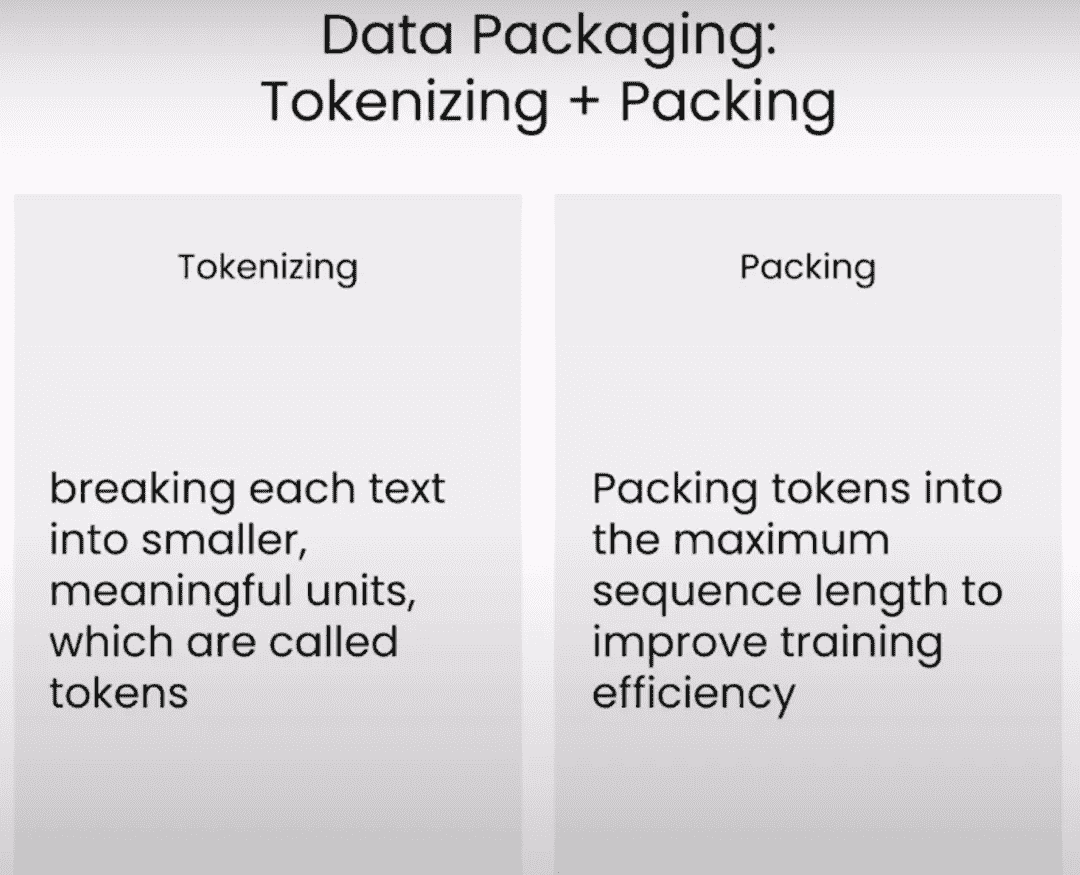 Data Packaging:
Tokenizing + Packing
Tokenizing
breaking each text
into smaller,
meaningful units,
which are called
tokens
Packing
Packing tokens into
the maximum
sequence length to
improve training
efficiency